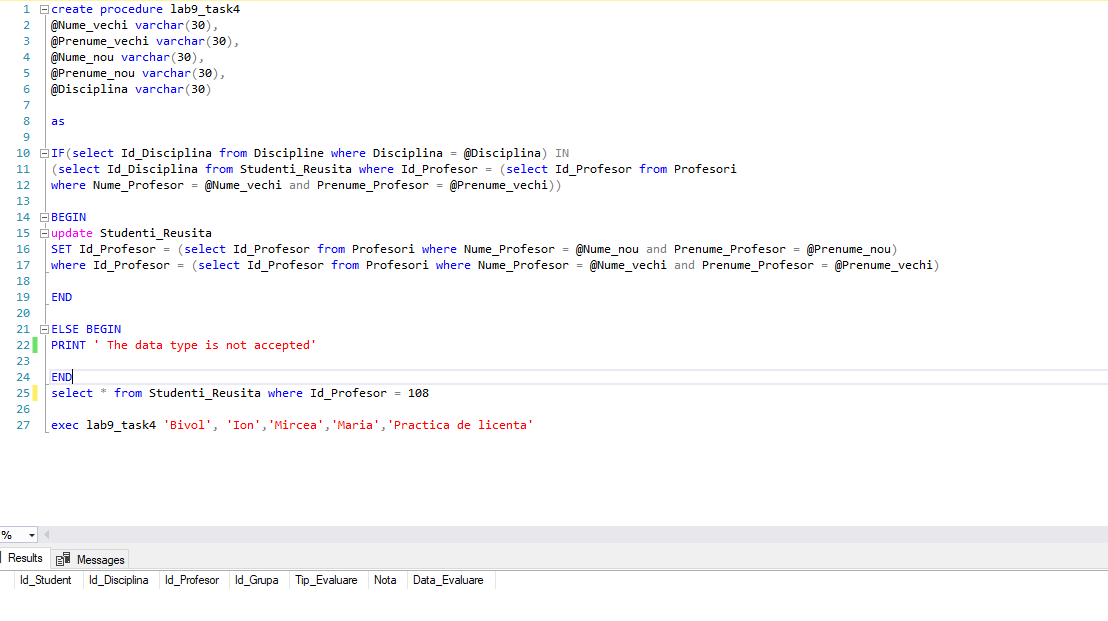 1 create procedure lab9_task4
2 @Nume_vechi varchar(30),
3 @Prenume_vechi varchar(30),
4 @Nume_nou varchar(30),
5 @Prenume_nou varchar(30),
6 @Disciplina varchar(30)
7
8 as
9
10 IF(select Id_Disciplina from Discipline where Disciplina = @Disciplina) IN
11 (select Id_Disciplina from Studenti_Reusita where Id_Profesor = (select Id_Profesor from Profesori
12 where Nume_Profesor = @Nume_vechi and Prenume_Profesor = @Prenume_vechi))
13
14 BEGIN
15 update Studenti_Reusita
16 SET Id_Profesor = (select Id_Profesor from Profesori where Nume_Profesor = @Nume_nou and Prenume_Profesor = @Prenume_nou)
17 where Id_Profesor = (select Id_Profesor from Profesori where Nume_Profesor = @Nume_vechi and Prenume_Profesor = @Prenume_vechi)
18
19 END
20
21 ELSE BEGIN
22 PRINT ' The data type is not accepted'
23
24 END
25 select * from Studenti_Reusita where Id_Profesor = 108
26
27 exec lab9_task4 'Bivol', 'Ion','Mircea','Maria','Practica de licenta'
%
Results Messages
Id_Student Id_Disciplina Id_Profesor Id_Grupa Tip_Evaluare Nota Data_Evaluare